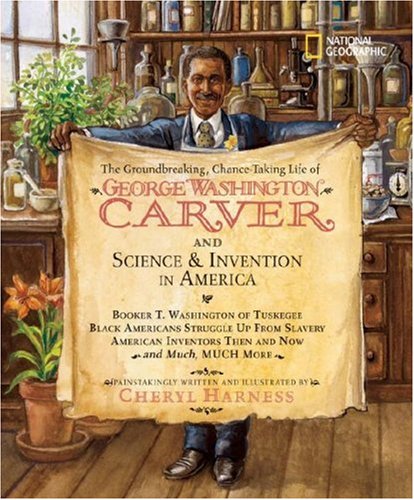 NATIONAL
GEOGRAPHIC
The Groundbreaking, Chance-Taking Life of
GEORGE WASHINGTON
CARVER
AND
SCIENCE & INVENTION
IN AMERICA
BOOKER T. WASHINGTON OF TUSKEGEE
BLACK AMERICANS STRUGGLE UP FROM SLAVERY
AMERICAN INVENTORS THEN AND NOW
and Much, MUCH MORE
PAINSTAKINGLY WRITTEN AND ILLUSTRATED BY
CHERYL HARNESS